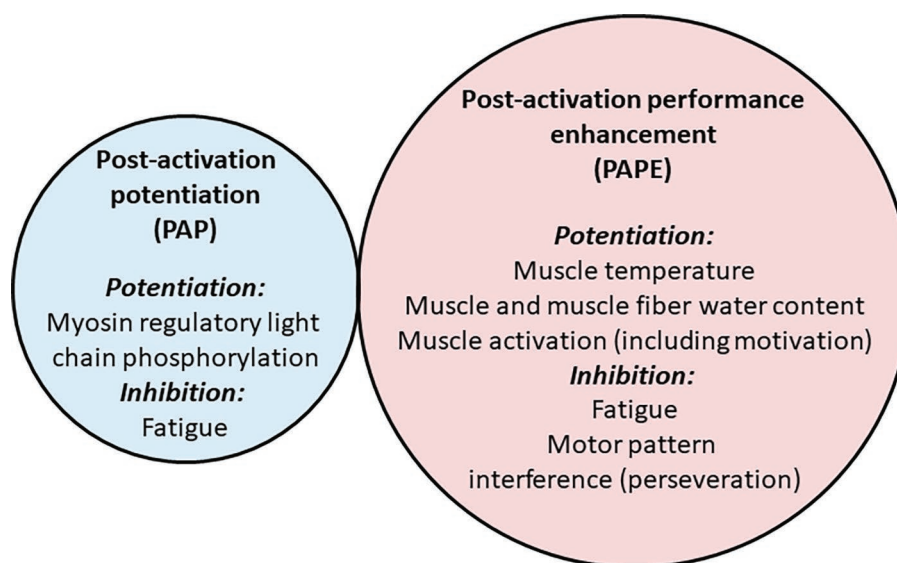 Post-activation
potentiation
(PAP)
Potentiation:
Myosin regulatory light
chain phosphorylation
Inhibition:
Fatigue
Post-activation performance
enhancement
(PAPE)
Potentiation:
Muscle temperature
Muscle and muscle fiber water content
Muscle activation (including motivation)
Inhibition:
Fatigue
Motor pattern
interference (perseveration)